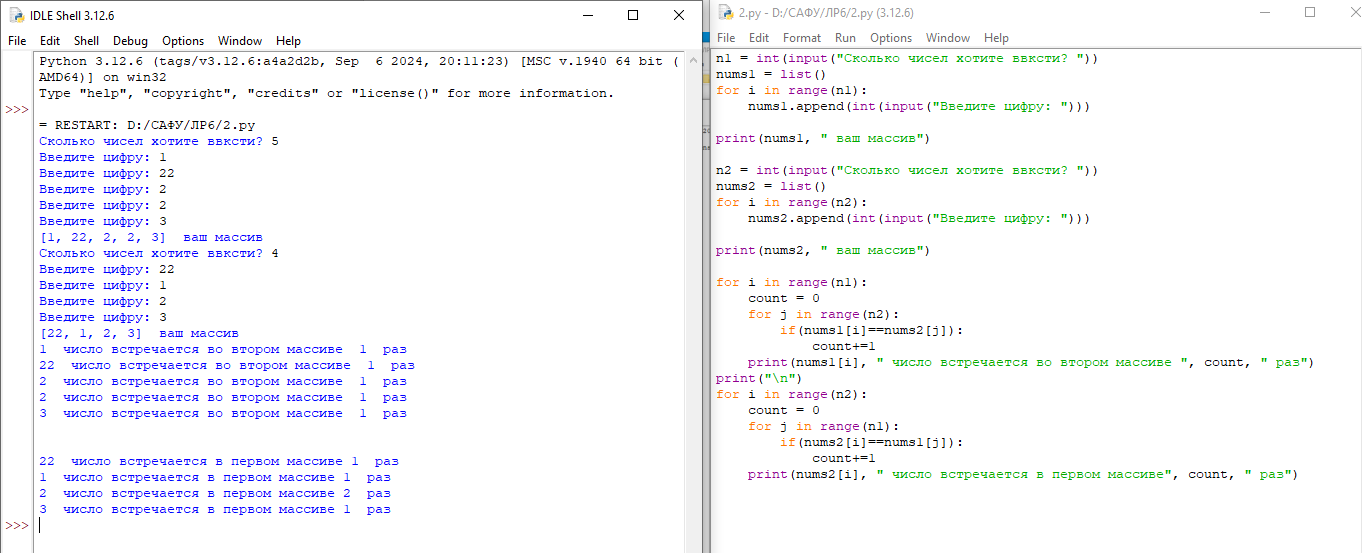 IDLE Shell 3.12.6
File Edit Shell Debug Options Window Help
Python 3.12.6 (tags/v3.12.6:a4a2d2b, Sep  6 2024, 20:11:23) [MSC v.1940 64 bit (
AMD64)] on win32
Type "help", "copyright", "credits" or "license()" for more information.
>>>
= RESTART: D:/САФУ/ЛР6/2.py
Сколько чисел хотите ввксти? 5
Введите цифру: 1
Введите цифру: 22
Введите цифру: 2
Введите цифру: 2
Введите цифру: 3
[1, 22, 2, 2, 3]  ваш массив
Сколько чисел хотите ввксти? 4
Введите цифру: 22
Введите цифру: 1
Введите цифру: 2
Введите цифру: 3
[22, 1, 2, 3]  ваш массив
1  число встречается во втором массиве  1  раз
22  число встречается во втором массиве  1  раз
2  число встречается во втором массиве  1  раз
2  число встречается во втором массиве  1  раз
3  число встречается во втором массиве  1  раз
22  число встречается в первом массиве 1  раз
1  число встречается в первом массиве 1  раз
2  число встречается в первом массиве 2  раз
3  число встречается в первом массиве 1  раз
>>>
2.py - D:/САФУ/ЛР6/2.py (3.12.6)
File Edit Format Run Options Window Help
n1 = int(input("Сколько чисел хотите ввксти? "))
nums1 = list()
for i in range(n1):
    nums1.append(int(input("Введите цифру: ")))
print(nums1, " ваш массив")
n2 = int(input("Сколько чисел хотите ввксти? "))
nums2 = list()
for i in range(n2):
    nums2.append(int(input("Введите цифру: ")))
print(nums2, " ваш массив")
for i in range(n1):
    count = 0
    for j in range(n2):
        if(nums1[i]==nums2[j]):
            count+=1
    print(nums1[i], " число встречается во втором массиве ", count, " раз")
print("\n")
for i in range(n2):
    count = 0
    for j in range(n1):
        if(nums2[i]==nums1[j]):
            count+=1
    print(nums2[i], " число встречается в первом массиве", count, " раз")